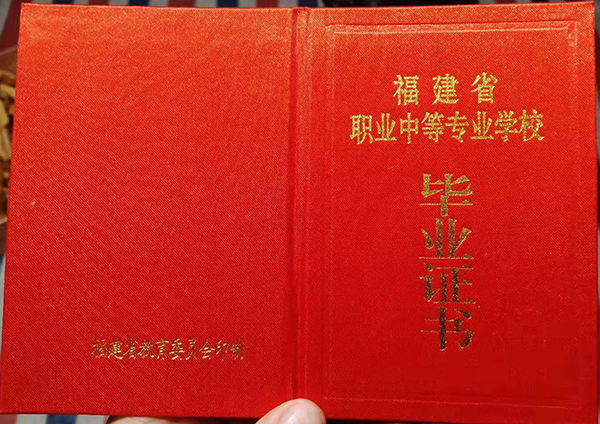 福建省
职业中等专业学校
毕业证书
福建省教育委员会印制